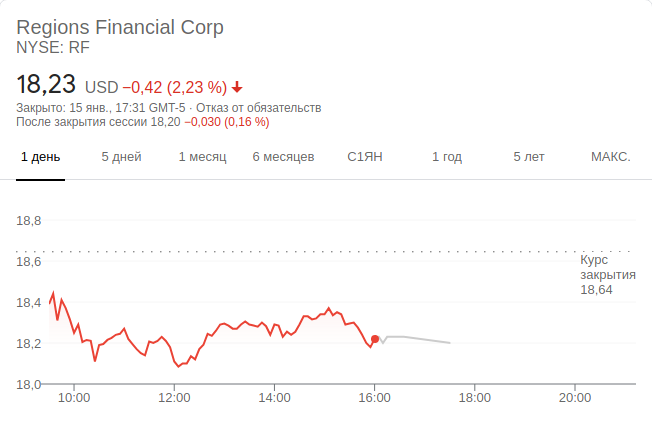 Regions Financial Corp
NYSE: RF
18,23 USD −0,42 (2,23 %)
Закрыто: 15 янв., 17:31 GMT-5 · Отказ от обязательств
После закрытия сессии 18,20 −0,030 (0,16 %)
1 день 5 дней 1 месяц 6 месяцев С1ЯН 1 год 5 лет МАКС.
18,8
18,6
18,4
18,2
18,0
Курс
закрытия
18,64
10:00 12:00 14:00 16:00 18:00 20:00